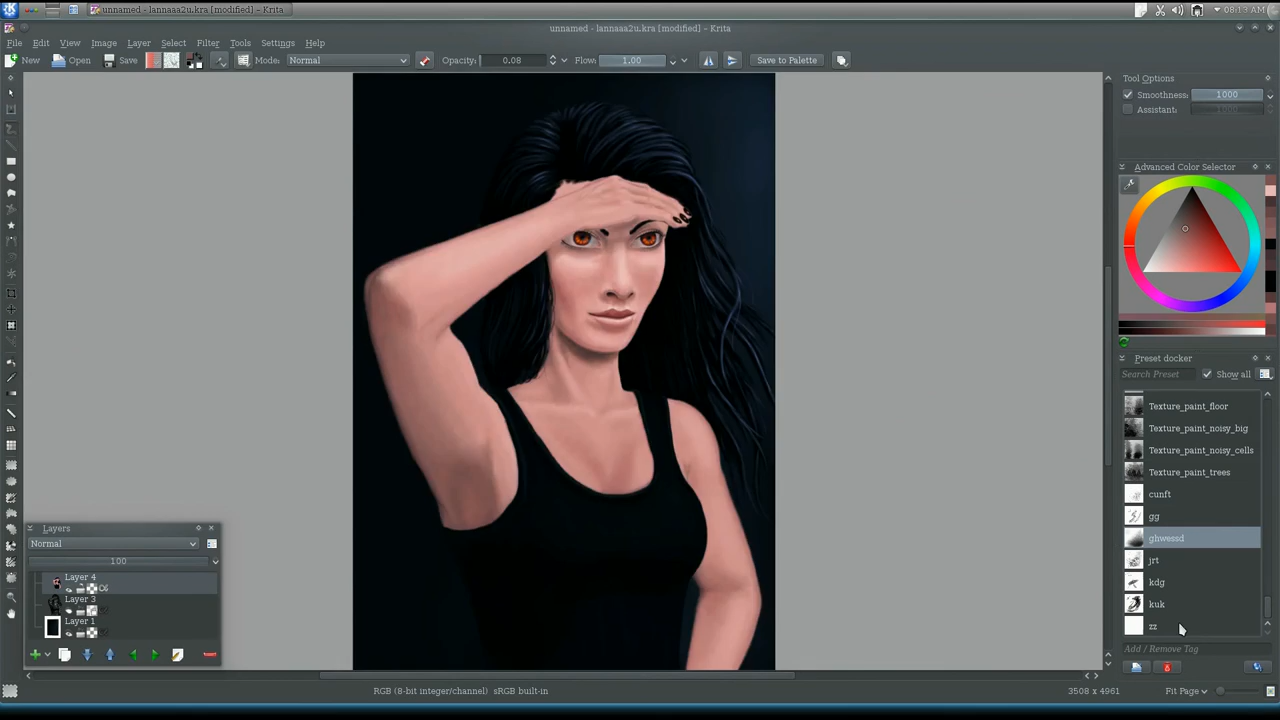 unnamed - lannaaa2u.kra [modified] - Krita
08:13 AM
unnamed - lannaaa2u.kra [modified] - Krita
File Edit View Image Layer Select Filter Tools Settings Help
New Open Save Mode: Normal Opacity: 0.08 Flow: 1.00 Save to Palette
Tool Options
Smoothness: 1000
Assistant: 1000
Advanced Color Selector
Preset docker
Search Preset Show all
Texture_paint_floor
Texture_paint_noisy_big
Texture_paint_noisy_cells
Texture_paint_trees
cunft
gg
ghwessd
jrt
kdg
kuk
zz
Add / Remove Tag
Layers
Normal
100
Layer 4
Layer 3
Layer 1
RGB (8-bit integer/channel) sRGB built-in
3508 x 4961
Fit Page